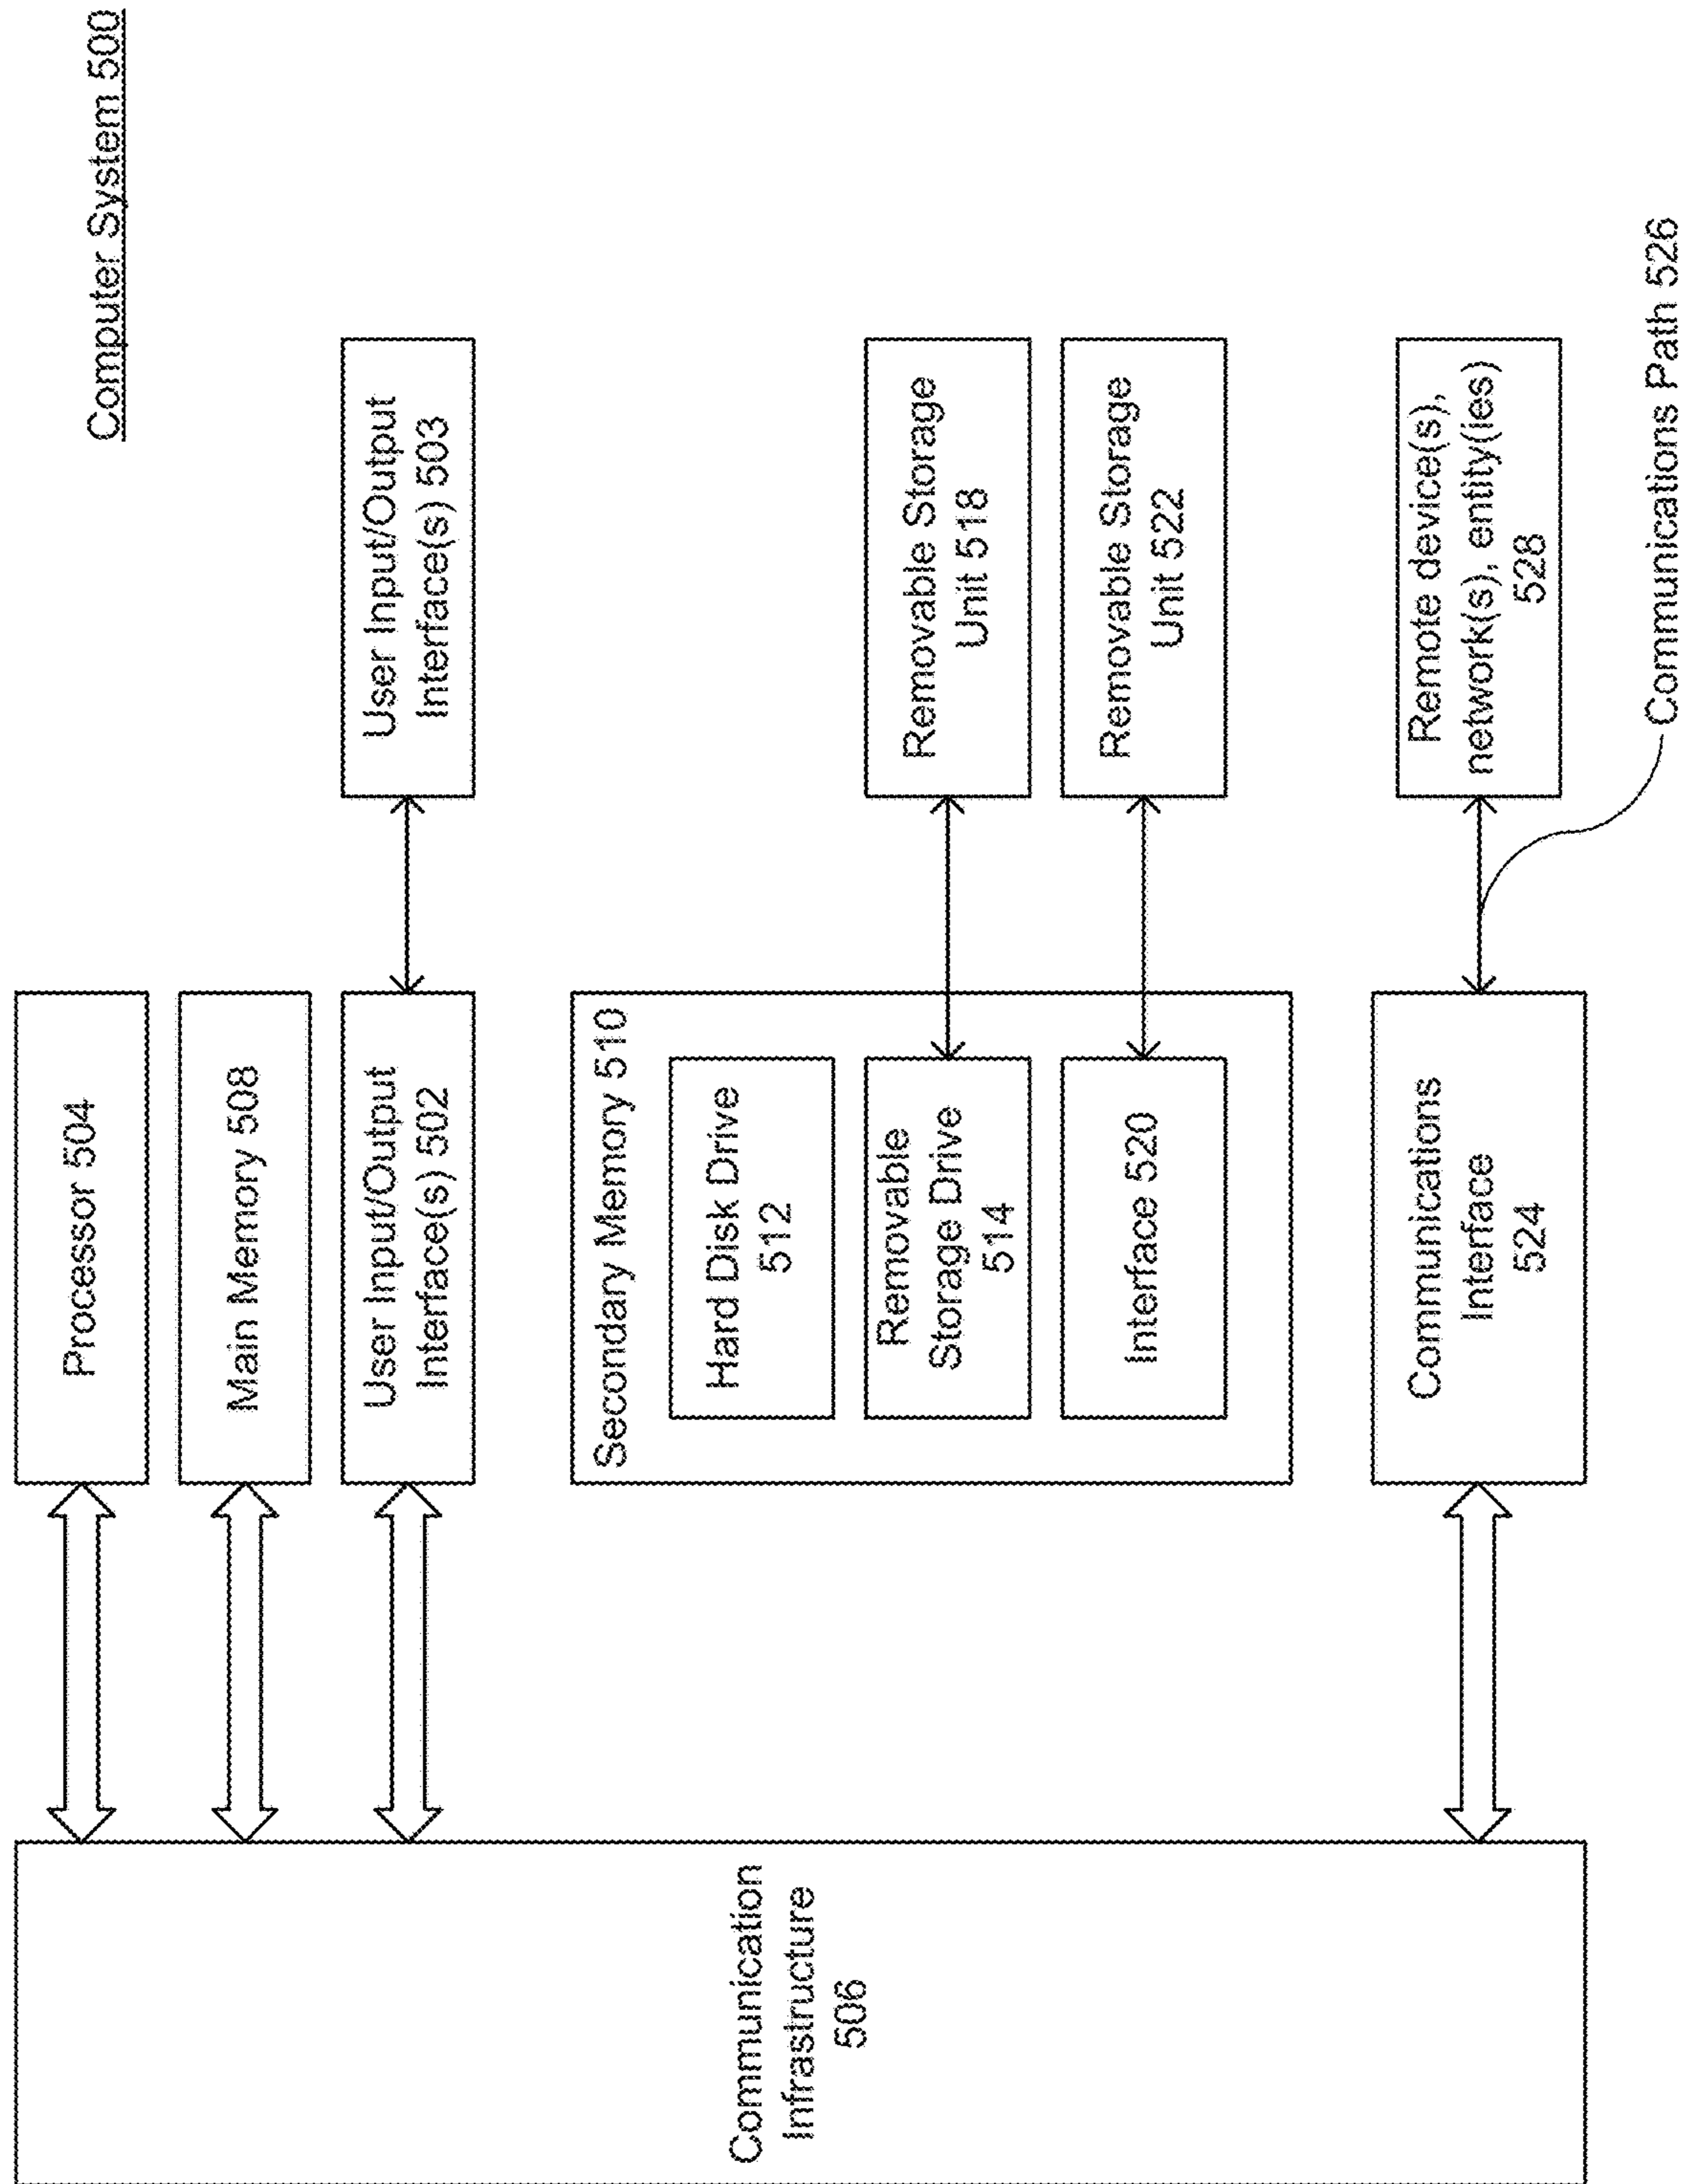 Computer System 500
Processor 504
Main Memory 508
User Input/Output
Interface(s) 502
User Input/Output
Interface(s) 503
Secondary Memory 510
Hard Disk Drive
512
Removable
Storage Drive
514
Removable Storage
Unit 518
Interface 520
Removable Storage
Unit 522
Communications
Interface
524
Remote device(s),
network(s), entity(ies)
528
Communications Path 526
Communication
Infrastructure
506